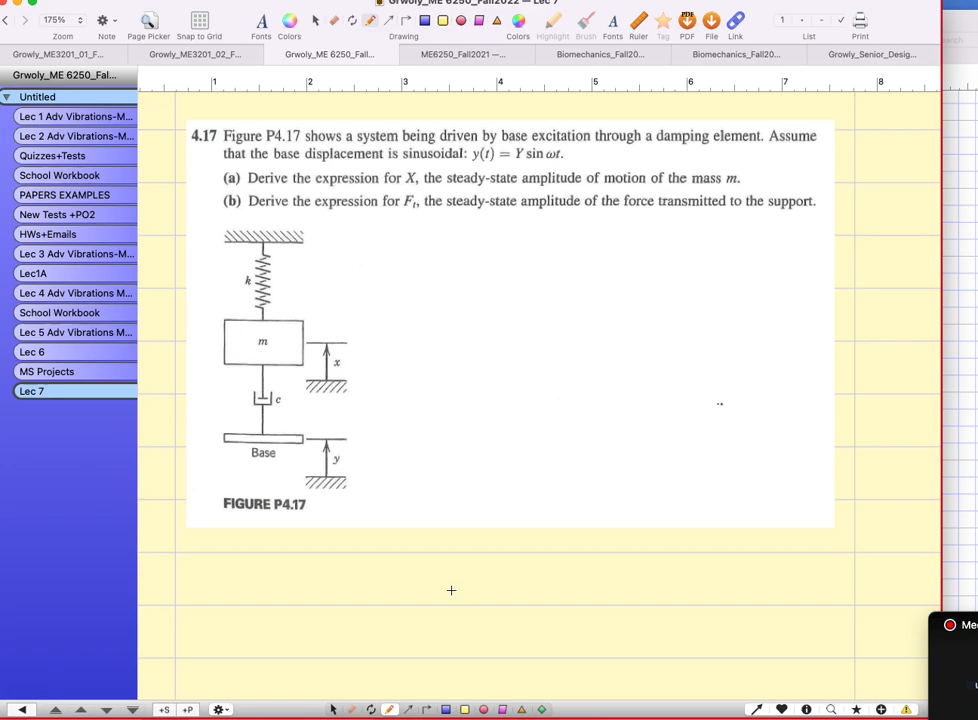 Grwoly_ME 6250_Fall2022 — Lec 7
175%
1
Zoom
Note
Page Picker
Snap to Grid
Fonts
Colors
Drawing
Colors
Highlight
Brush
Fonts
Ruler
Tag
PDF
File
Link
List
Print
Growly_ME3201_01_F...
Growly_ME3201_02_F...
Grwoly_ME 6250_Fall...
ME6250_Fall2021 —...
Biomechanics_Fall20...
Biomechanics_Fall20...
Growly_Senior_Desig...
Grwoly_ME 6250_Fal...
Untitled
Lec 1 Adv Vibrations-M...
Lec 2 Adv Vibrations-M...
Quizzes+Tests
School Workbook
PAPERS EXAMPLES
New Tests +PO2
HWs+Emails
Lec 3 Adv Vibrations-M...
Lec1A
Lec 4 Adv Vibrations M...
School Workbook
Lec 5 Adv Vibrations M...
Lec 6
MS Projects
Lec 7
1 2 3 4 5 6 7 8
4.17 Figure P4.17 shows a system being driven by base excitation through a damping element. Assume
that the base displacement is sinusoidal: y(t) = Y sin ωt.
(a) Derive the expression for X, the steady-state amplitude of motion of the mass m.
(b) Derive the expression for Fₜ, the steady-state amplitude of the force transmitted to the support.
k
m
x
c
Base
y
FIGURE P4.17
+S
+P